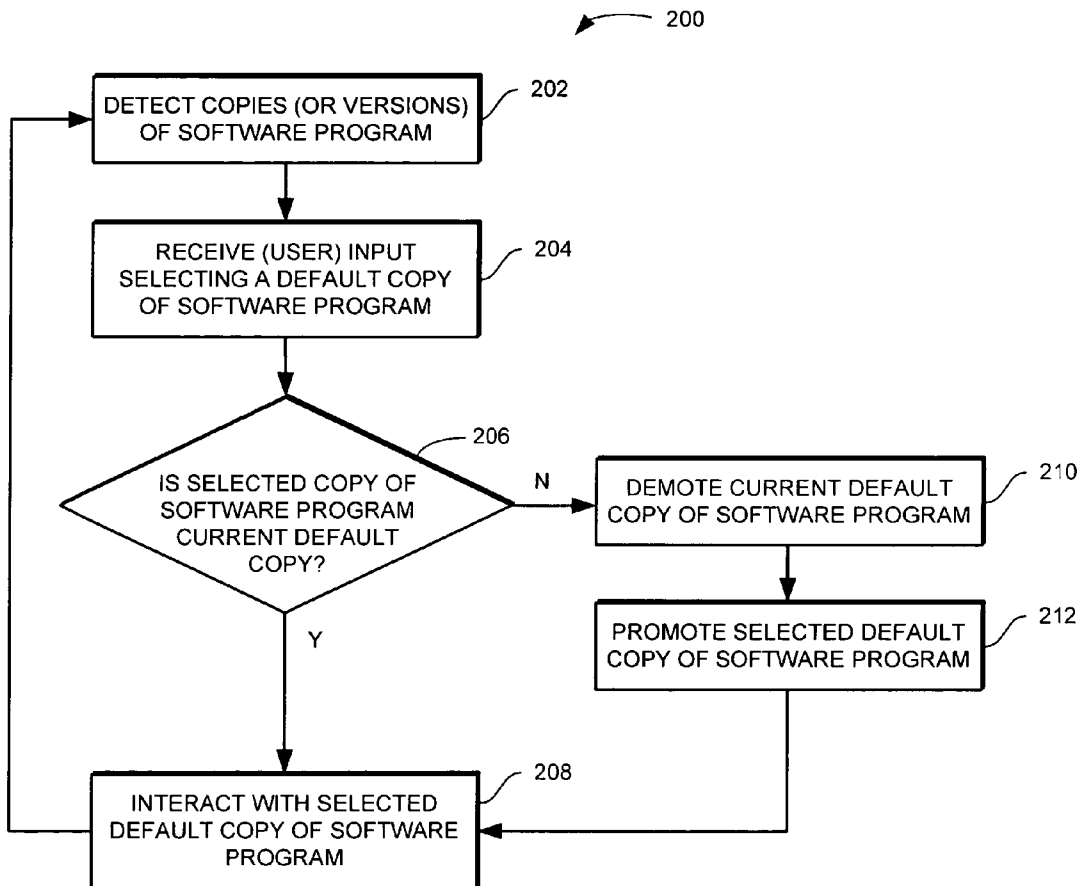 200
DETECT COPIES (OR VERSIONS)
OF SOFTWARE PROGRAM
202
RECEIVE (USER) INPUT
SELECTING A DEFAULT COPY
OF SOFTWARE PROGRAM
204
206
IS SELECTED COPY OF
SOFTWARE PROGRAM
CURRENT DEFAULT
COPY?
N
DEMOTE CURRENT DEFAULT
COPY OF SOFTWARE PROGRAM
210
PROMOTE SELECTED DEFAULT
COPY OF SOFTWARE PROGRAM
212
Y
INTERACT WITH SELECTED
DEFAULT COPY OF SOFTWARE
PROGRAM
208